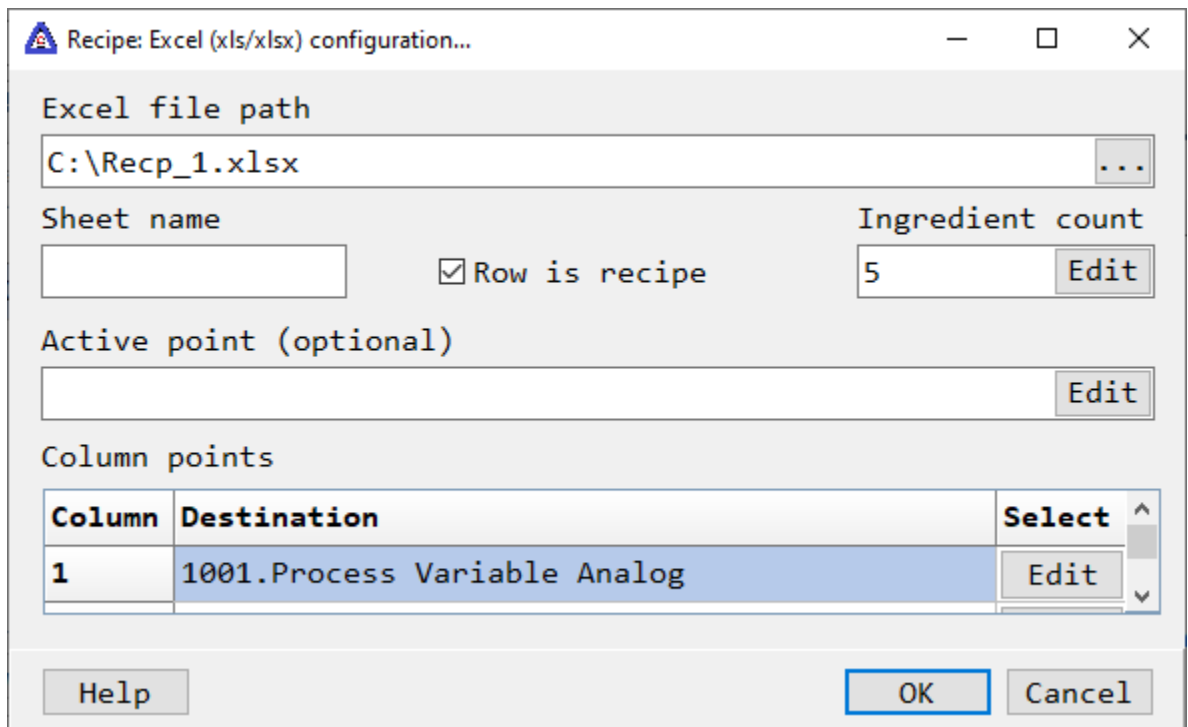 Recipe: Excel (xls/xlsx) configuration...
Excel file path
C:\Recp_1.xlsx ...
Sheet name Ingredient count
Row is recipe 5 Edit
Active point (optional)
Edit
Column points
Column Destination Select
1 1001.Process Variable Analog Edit
Help OK Cancel